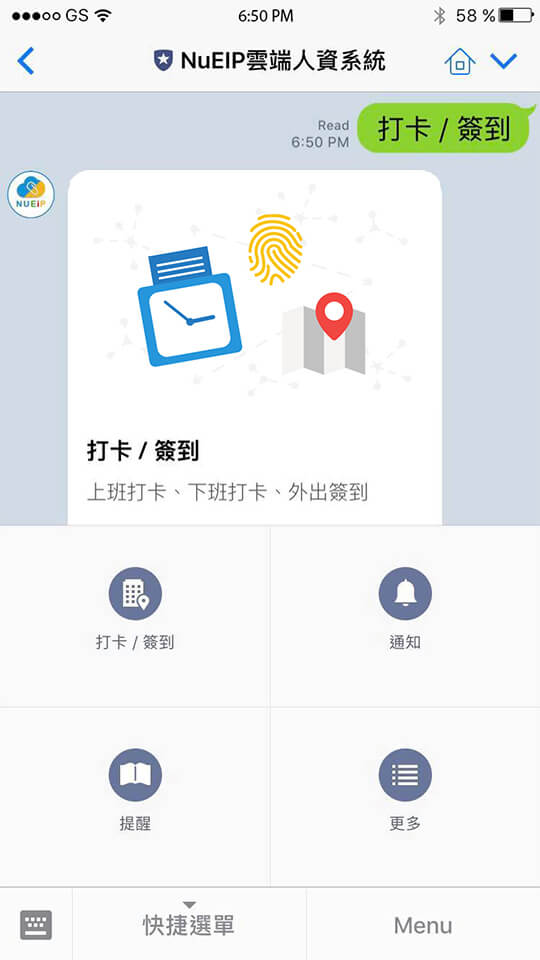 GS 6:50 PM 58 %
NuEIP雲端人資系統
Read
6:50 PM
打卡 / 簽到
NUEiP
打卡 / 簽到
上班打卡、下班打卡、外出簽到
打卡 / 簽到
通知
提醒
更多
快捷選單
Menu